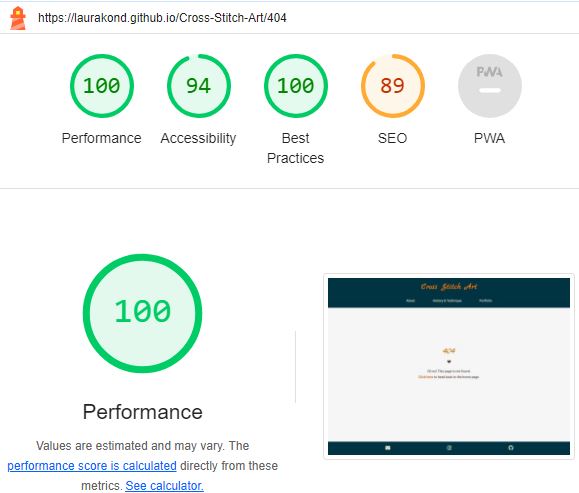 https://laurakond.github.io/Cross-Stitch-Art/404
100
94
100
89
PWA
Performance
Accessibility
Best
Practices
SEO
PWA
100
Performance
Values are estimated and may vary. The
performance score is calculated directly from these
metrics. See calculator.
Cross Stitch Art
About
History & Technique
Portfolio
404
Oh no! This page is not found.
Click here to head back to the home page.